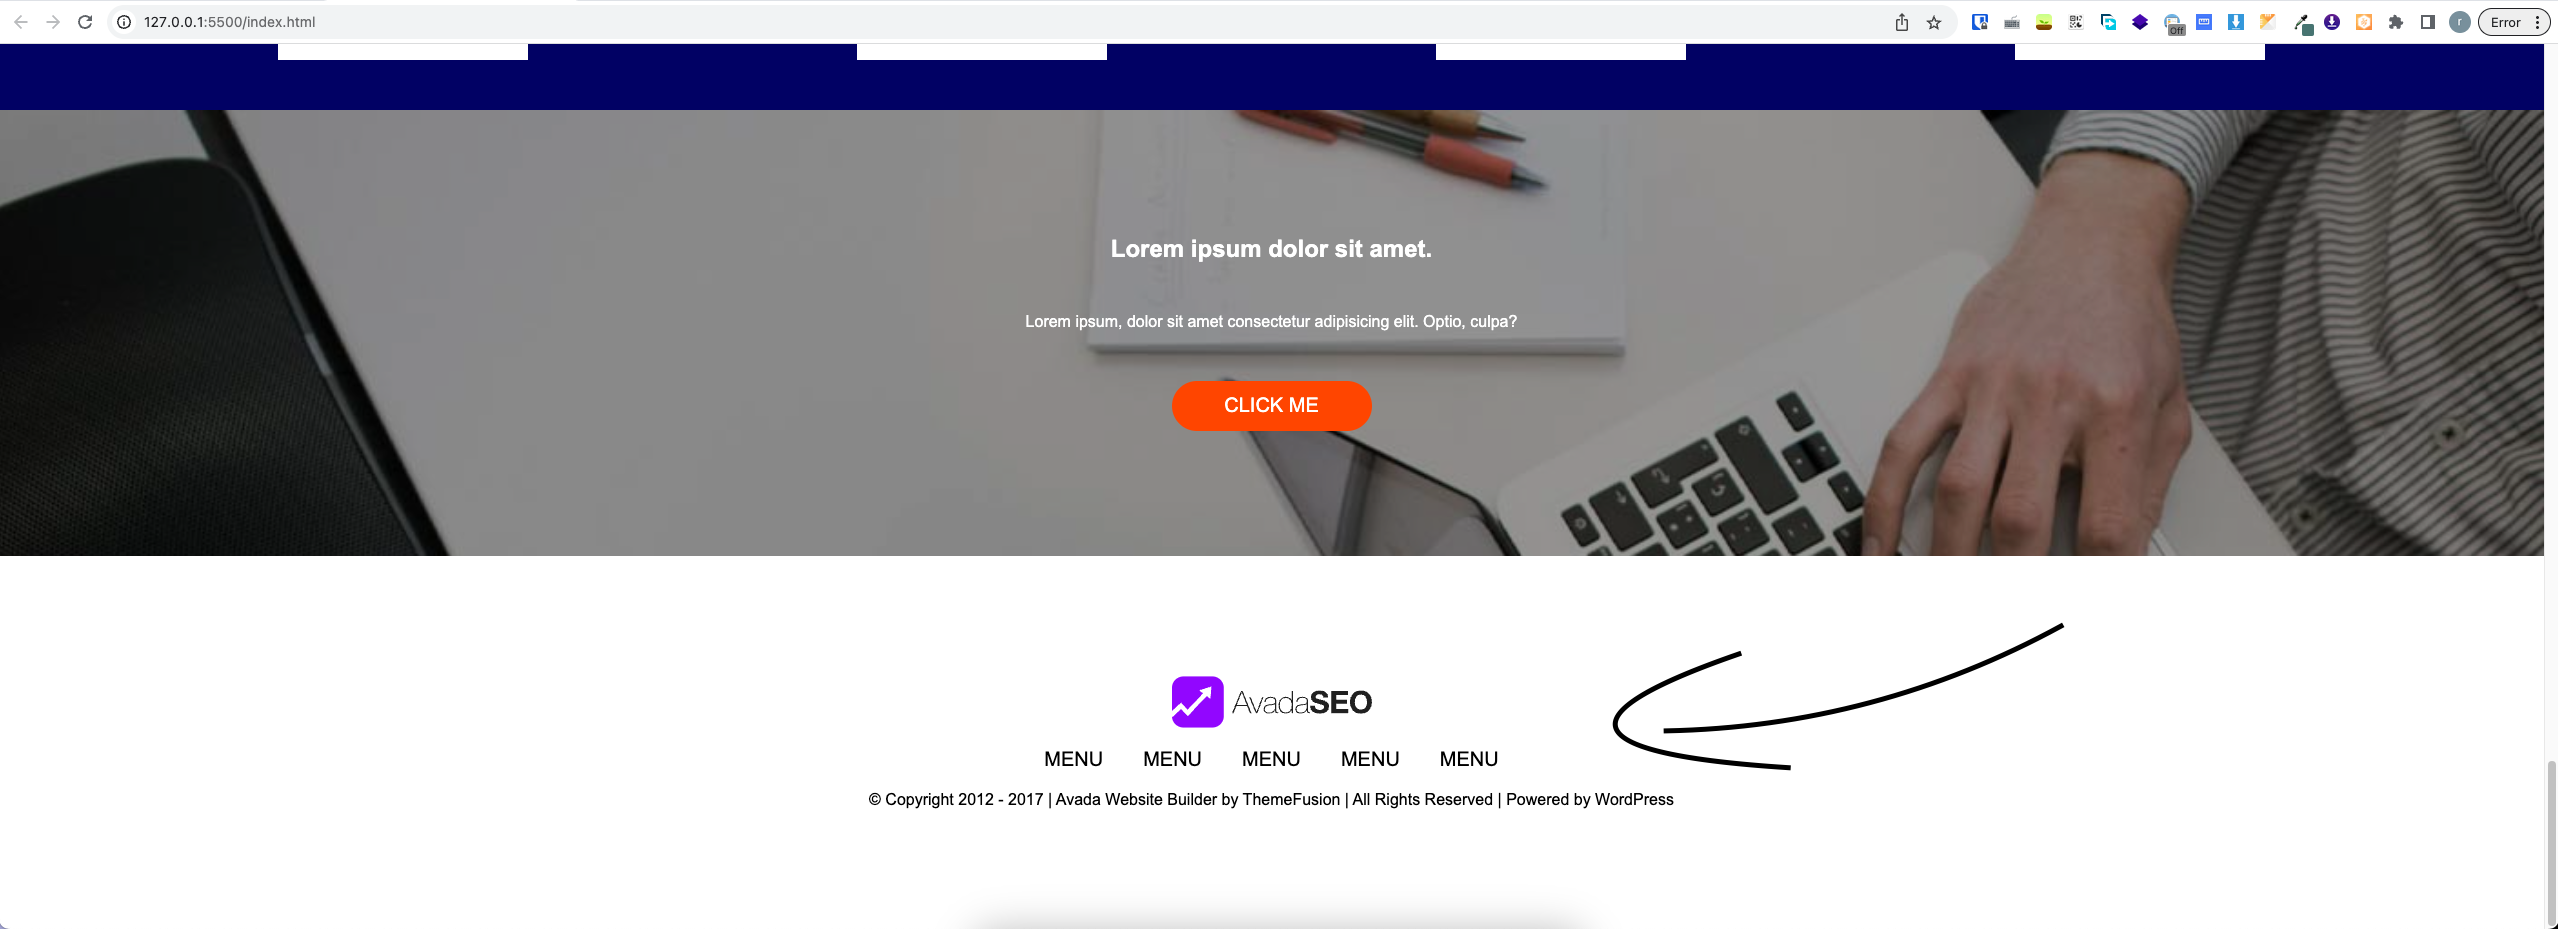 127.0.0.1:5500/index.html
Off
r
Error
Lorem ipsum dolor sit amet.
Lorem ipsum, dolor sit amet consectetur adipisicing elit. Optio, culpa?
CLICK ME
AvadaSEO
MENU MENU MENU MENU MENU
© Copyright 2012 - 2017 | Avada Website Builder by ThemeFusion | All Rights Reserved | Powered by WordPress